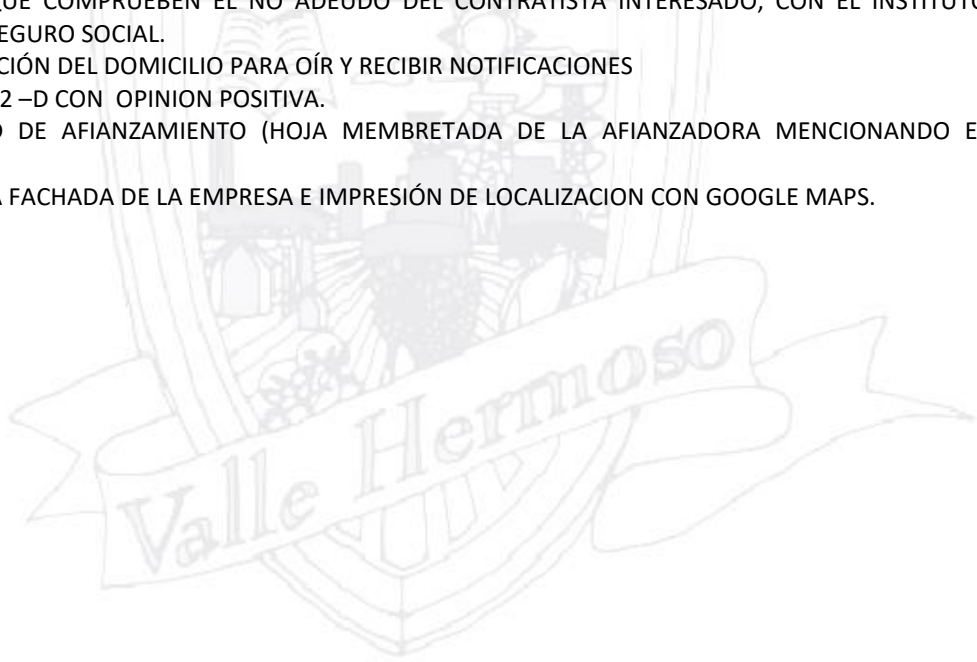 QUE COMPRUEBEN EL NO ADEUDO DEL CONTRATISTA INTERESADO, CON EL INSTITUTO
SEGURO SOCIAL.
CIÓN DEL DOMICILIO PARA OÍR Y RECIBIR NOTIFICACIONES
2 –D CON OPINION POSITIVA.
O DE AFIANZAMIENTO (HOJA MEMBRETADA DE LA AFIANZADORA MENCIONANDO E
A FACHADA DE LA EMPRESA E IMPRESIÓN DE LOCALIZACION CON GOOGLE MAPS.
Valle Hermoso